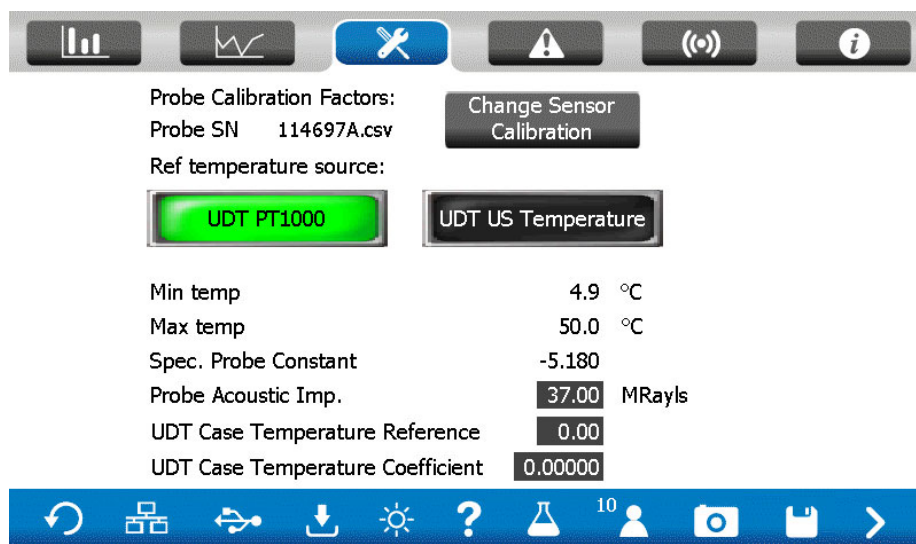 Probe Calibration Factors:
Change Sensor
Calibration
Probe SN 114697A.csv
Ref temperature source:
UDT PT1000 UDT US Temperature
Min temp 4.9 °C
Max temp 50.0 °C
Spec. Probe Constant -5.180
Probe Acoustic Imp. 37.00 MRayls
UDT Case Temperature Reference 0.00
UDT Case Temperature Coefficient 0.00000
10